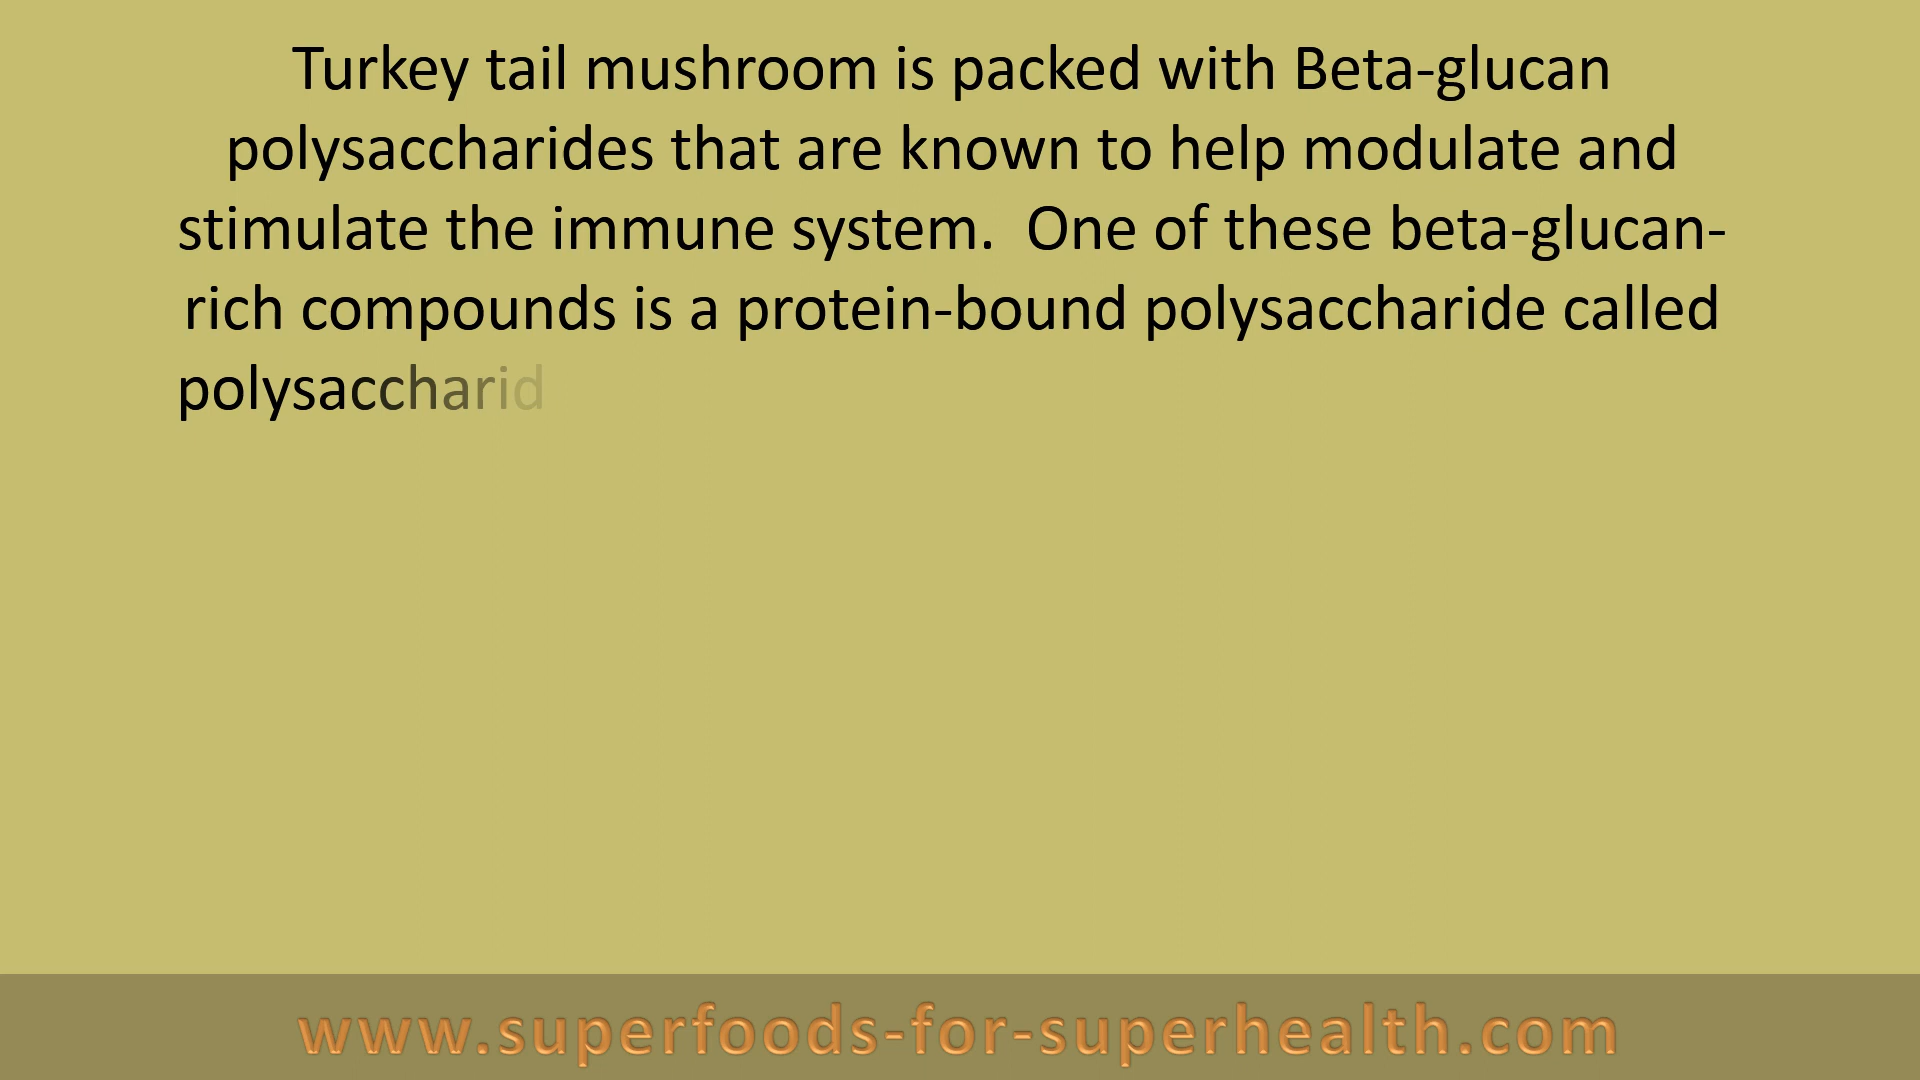 Turkey tail mushroom is packed with Beta-glucan
polysaccharides that are known to help modulate and
stimulate the immune system.  One of these beta-glucan-
rich compounds is a protein-bound polysaccharide called
polysaccharid
www.superfoods-for-superhealth.com